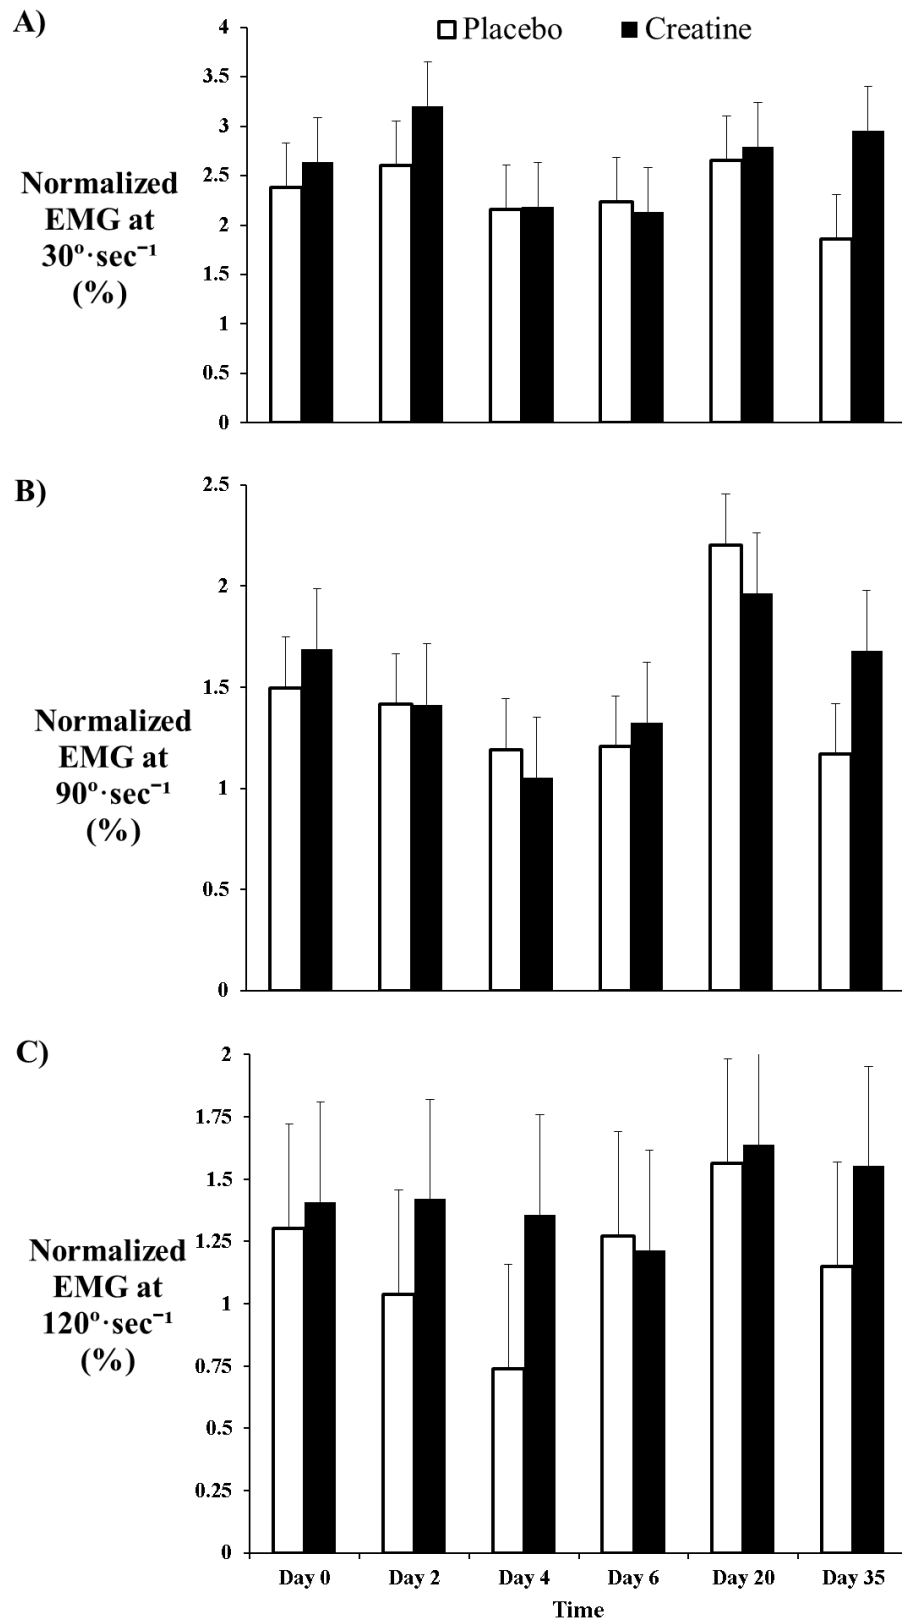 A)
Placebo Creatine
Normalized
EMG at
30º·sec⁻¹
(%)
4
3.5
3
2.5
2
1.5
1
0.5
0
B)
Normalized
EMG at
90º·sec⁻¹
(%)
2.5
2
1.5
1
0.5
0
C)
Normalized
EMG at
120º·sec⁻¹
(%)
2
1.75
1.5
1.25
1
0.75
0.5
0.25
0
Day 0 Day 2 Day 4 Day 6 Day 20 Day 35
Time